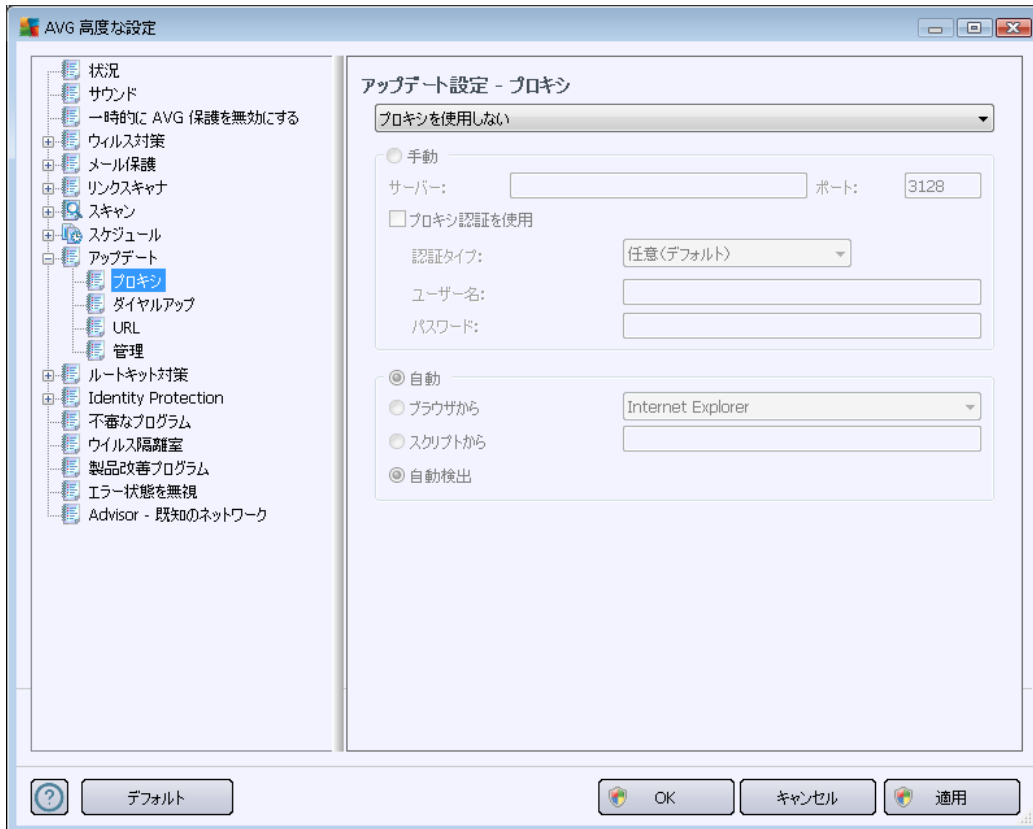 AVG 高度な設定
状況
サウンド
一時的に AVG 保護を無効にする
ウィルス対策
メール保護
リンクスキャナ
スキャン
スケジュール
アップデート
プロキシ
ダイヤルアップ
URL
管理
ルートキット対策
Identity Protection
不審なプログラム
ウイルス隔離室
製品改善プログラム
エラー状態を無視
Advisor - 既知のネットワーク
アップデート設定 - プロキシ
プロキシを使用しない
手動
サーバー: ポート: 3128
プロキシ認証を使用
認証タイプ: 任意(デフォルト)
ユーザー名:
パスワード:
自動
ブラウザから Internet Explorer
スクリプトから
自動検出
デフォルト OK キャンセル 適用